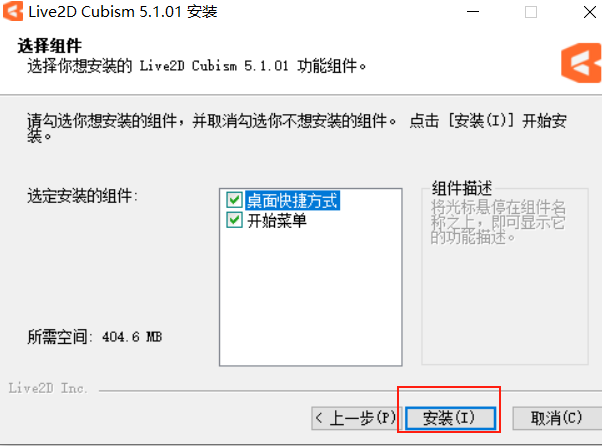 Live2D Cubism 5.1.01 安装
选择组件
选择你想安装的 Live2D Cubism 5.1.01 功能组件。
请勾选你想安装的组件，并取消勾选你不想安装的组件。 点击 [安装(I)] 开始安
装。
选定安装的组件:
桌面快捷方式
开始菜单
组件描述
将光标悬停在组件名
称之上，即可显示它
的功能描述。
所需空间: 404.6 MB
Live2D Inc.
< 上一步(P)
安装(I)
取消(C)